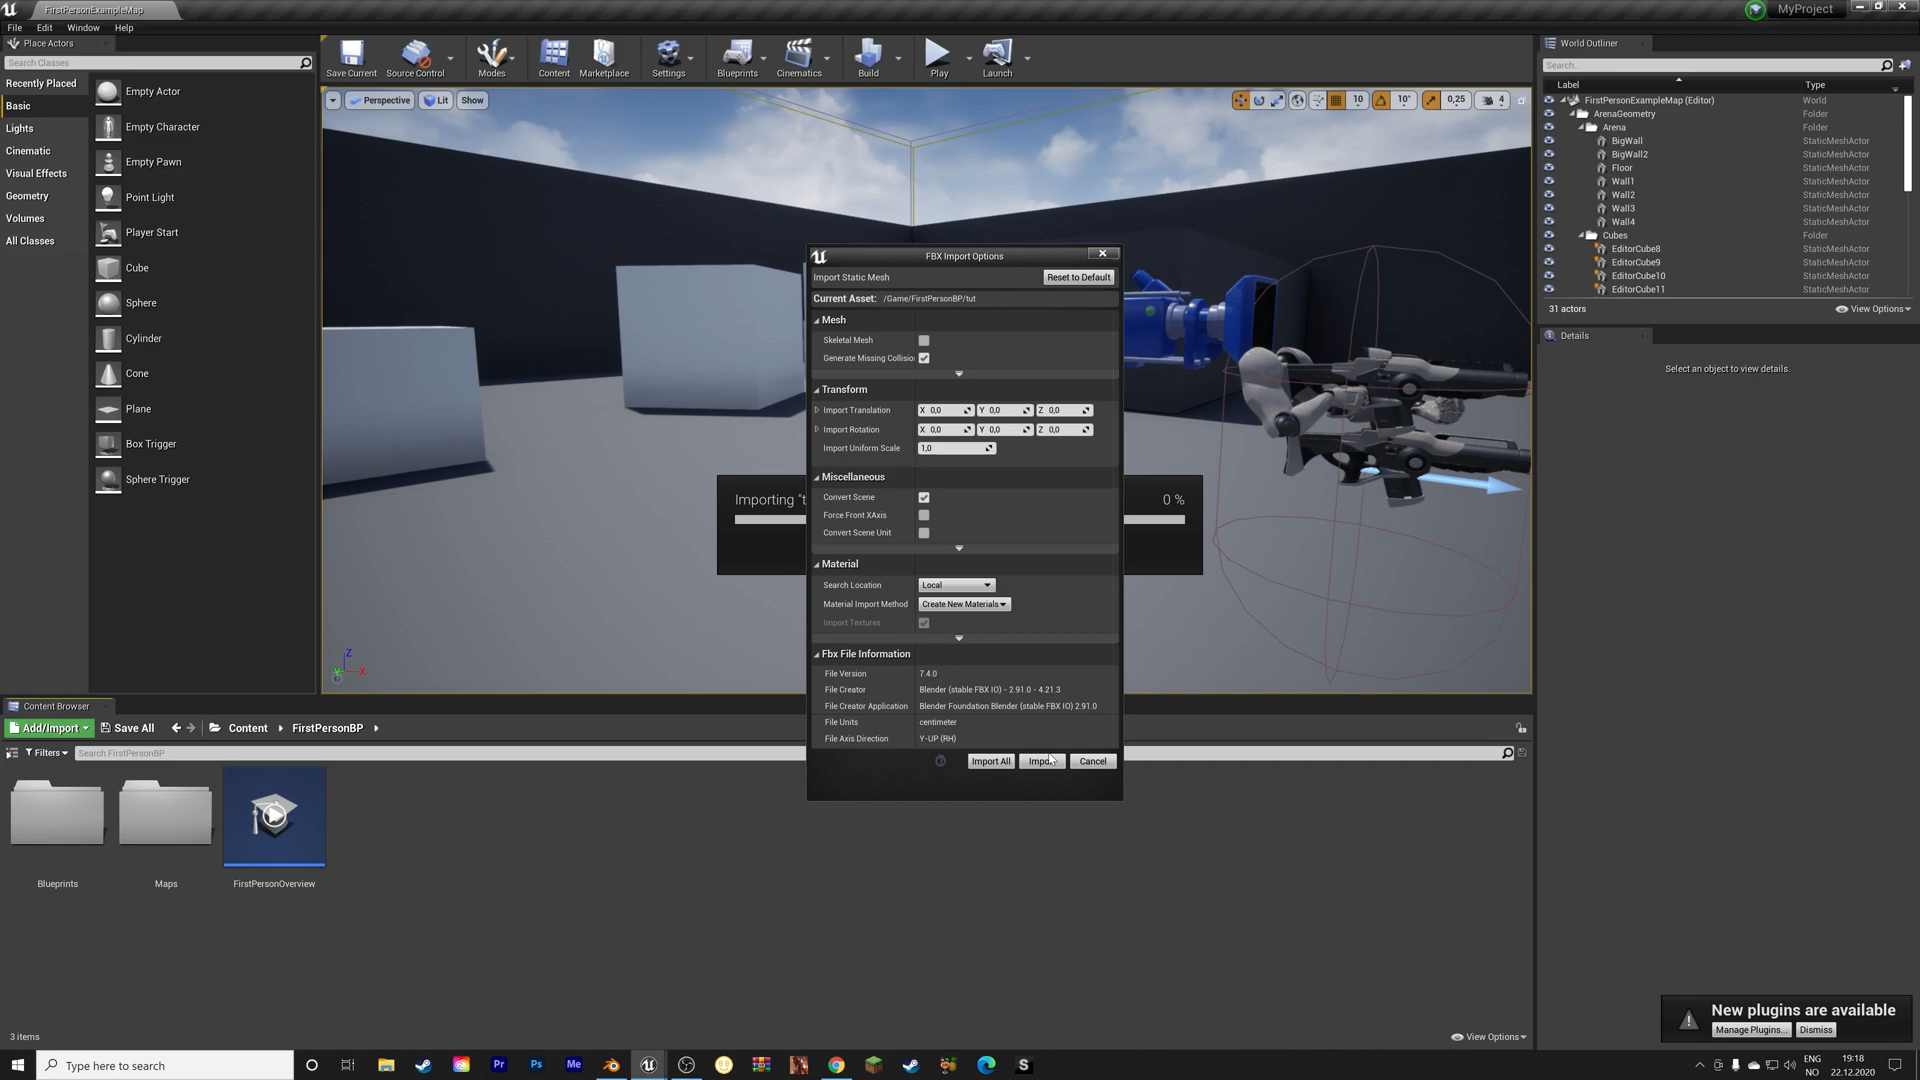 FirstPersonExampleMap
MyProject
File Edit Window Help
Place Actors
Search Classes
Recently Placed
Basic
Lights
Cinematic
Visual Effects
Geometry
Volumes
All Classes
Empty Actor
Empty Character
Empty Pawn
Point Light
Player Start
Cube
Sphere
Cylinder
Cone
Plane
Box Trigger
Sphere Trigger
Save Current
Source Control
Modes
Content
Marketplace
Settings
Blueprints
Cinematics
Build
Play
Launch
Perspective
Lit
Show
10
10°
0,25
4
Z
X
Importing "t
0 %
FBX Import Options
Import Static Mesh
Reset to Default
Current Asset: /Game/FirstPersonBP/tut
Mesh
Skeletal Mesh
Generate Missing Collision
Transform
Import Translation X 0,0 Y 0,0 Z 0,0
Import Rotation X 0,0 Y 0,0 Z 0,0
Import Uniform Scale 1,0
Miscellaneous
Convert Scene
Force Front XAxis
Convert Scene Unit
Material
Search Location Local
Material Import Method Create New Materials
Import Textures
Fbx File Information
File Version 7.4.0
File Creator Blender (stable FBX IO) - 2.91.0 - 4.21.3
File Creator Application Blender Foundation Blender (stable FBX IO) 2.91.0
File Units centimeter
File Axis Direction Y-UP (RH)
Import All
Import
Cancel
World Outliner
Search...
Label Type
FirstPersonExampleMap (Editor) World
ArenaGeometry Folder
Arena Folder
BigWall StaticMeshActor
BigWall2 StaticMeshActor
Floor StaticMeshActor
Wall1 StaticMeshActor
Wall2 StaticMeshActor
Wall3 StaticMeshActor
Wall4 StaticMeshActor
Cubes Folder
EditorCube8 StaticMeshActor
EditorCube9 StaticMeshActor
EditorCube10 StaticMeshActor
EditorCube11 StaticMeshActor
31 actors
View Options
Details
Select an object to view details.
Content Browser
Add/Import Save All Content FirstPersonBP
Filters Search FirstPersonBP
Blueprints
Maps
FirstPersonOverview
3 items
View Options
New plugins are available
Manage Plugins... Dismiss
Type here to search
Pr
Ps
Me
S
ENG
NO
19:18
22.12.2020